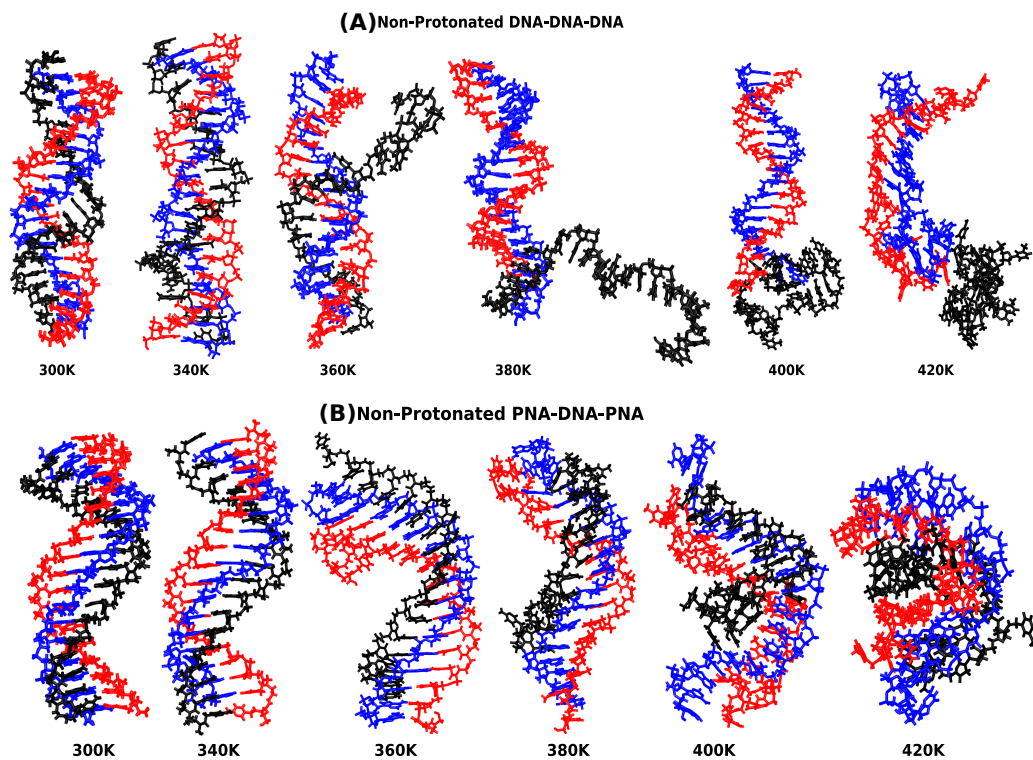 (A)Non-Protonated DNA-DNA-DNA
300K 340K 360K 380K 400K 420K
(B)Non-Protonated PNA-DNA-PNA
300K 340K 360K 380K 400K 420K